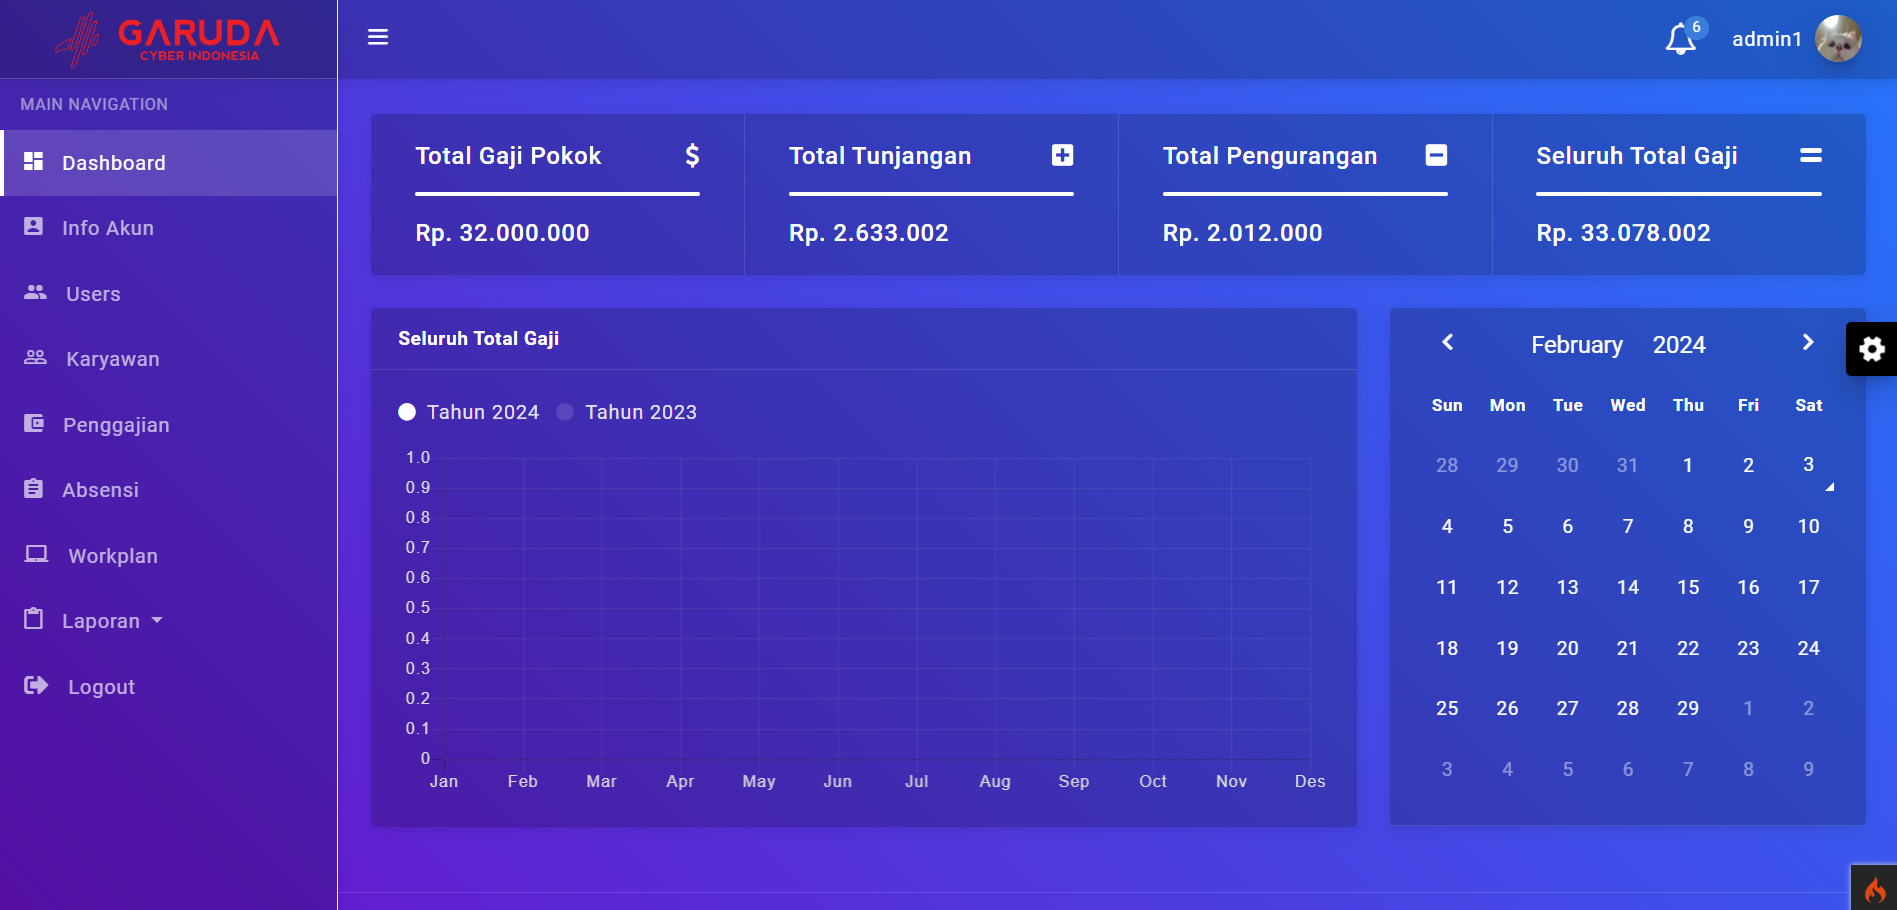 GARUDA
CYBER INDONESIA
6
admin1
MAIN NAVIGATION
Dashboard
Info Akun
Users
Karyawan
Penggajian
Absensi
Workplan
Laporan
Logout
Total Gaji Pokok $
Rp. 32.000.000
Total Tunjangan
Rp. 2.633.002
Total Pengurangan
Rp. 2.012.000
Seluruh Total Gaji
Rp. 33.078.002
Seluruh Total Gaji
Tahun 2024 Tahun 2023
1.0
0.9
0.8
0.7
0.6
0.5
0.4
0.3
0.2
0.1
0
Jan Feb Mar Apr May Jun Jul Aug Sep Oct Nov Des
February 2024
Sun Mon Tue Wed Thu Fri Sat
28 29 30 31 1 2 3
4 5 6 7 8 9 10
11 12 13 14 15 16 17
18 19 20 21 22 23 24
25 26 27 28 29 1 2
3 4 5 6 7 8 9